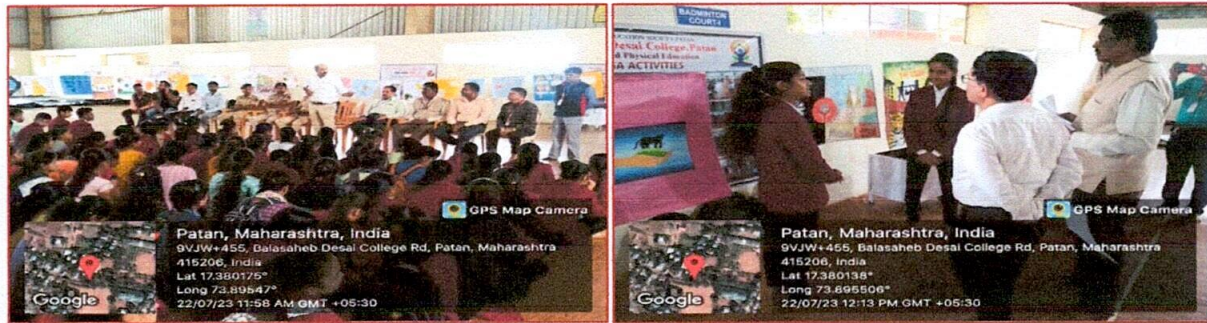 GPS Map Camera
Patan, Maharashtra, India
9VJW+455, Balasaheb Desai College Rd, Patan, Maharashtra
415206, India
Lat 17.380175°
Long 73.89547°
22/07/23 11:58 AM GMT +05:30
Google
BADMINTON
COURT-I
EDUCATION SOCIETY'S
Desai College, Patan
Physical Education
ACTIVITIES
GPS Map Camera
Patan, Maharashtra, India
9VJW+455, Balasaheb Desai College Rd, Patan, Maharashtra
415206, India
Lat 17.380138°
Long 73.895506°
22/07/23 12:13 PM GMT +05:30
Google